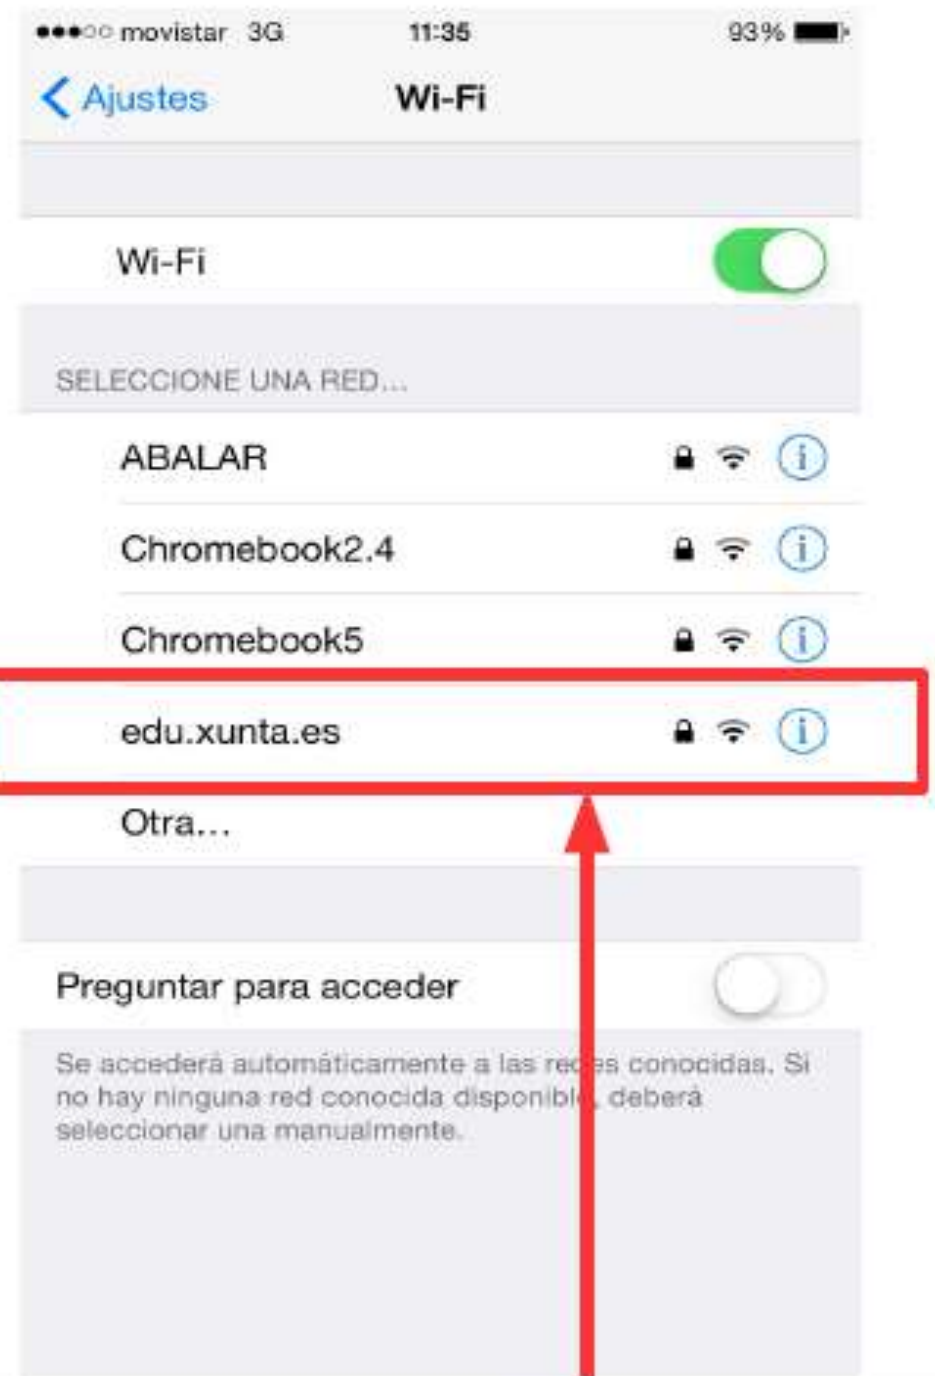 movistar 3G 11:35 93%
Ajustes Wi-Fi
Wi-Fi
SELECCIONE UNA RED...
ABALAR
Chromebook2.4
Chromebook5
edu.xunta.es
Otra...
Preguntar para acceder
Se accederá automáticamente a las redes conocidas. Si
no hay ninguna red conocida disponible, deberá
seleccionar una manualmente.